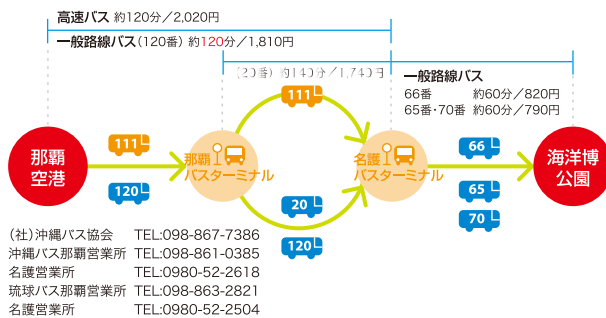 高速バス 約120分／2,020円
一般路線バス（120番）約120分／1,810円
（20番）約140分／1,740円
一般路線バス
66番 約60分／820円
65番・70番 約60分／790円
111
那覇
空港
111
120
那覇
バスターミナル
20
120
名護
バスターミナル
66
65
70
海洋博
公園
（社）沖縄バス協会 TEL:098-867-7386
沖縄バス那覇営業所 TEL:098-861-0385
名護営業所 TEL:0980-52-2618
琉球バス那覇営業所 TEL:098-863-2821
名護営業所 TEL:0980-52-2504